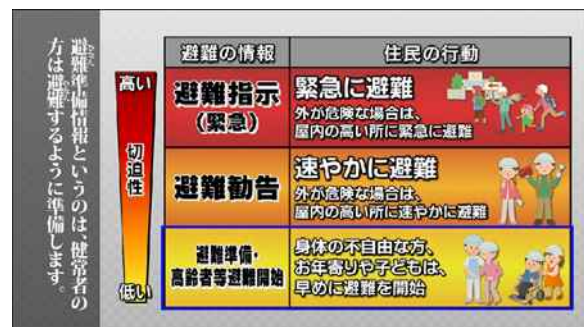 避難準備情報というのは、健常者の
方は避難するように準備します。
高い
切迫性
低い
避難の情報
住民の行動
避難指示
(緊急)
緊急に避難
外が危険な場合は、
屋内の高い所に緊急に避難
避難勧告
速やかに避難
外が危険な場合は、
屋内の高い所に速やかに避難
避難準備・
高齢者等避難開始
身体の不自由な方、
お年寄りや子どもは、
早めに避難を開始